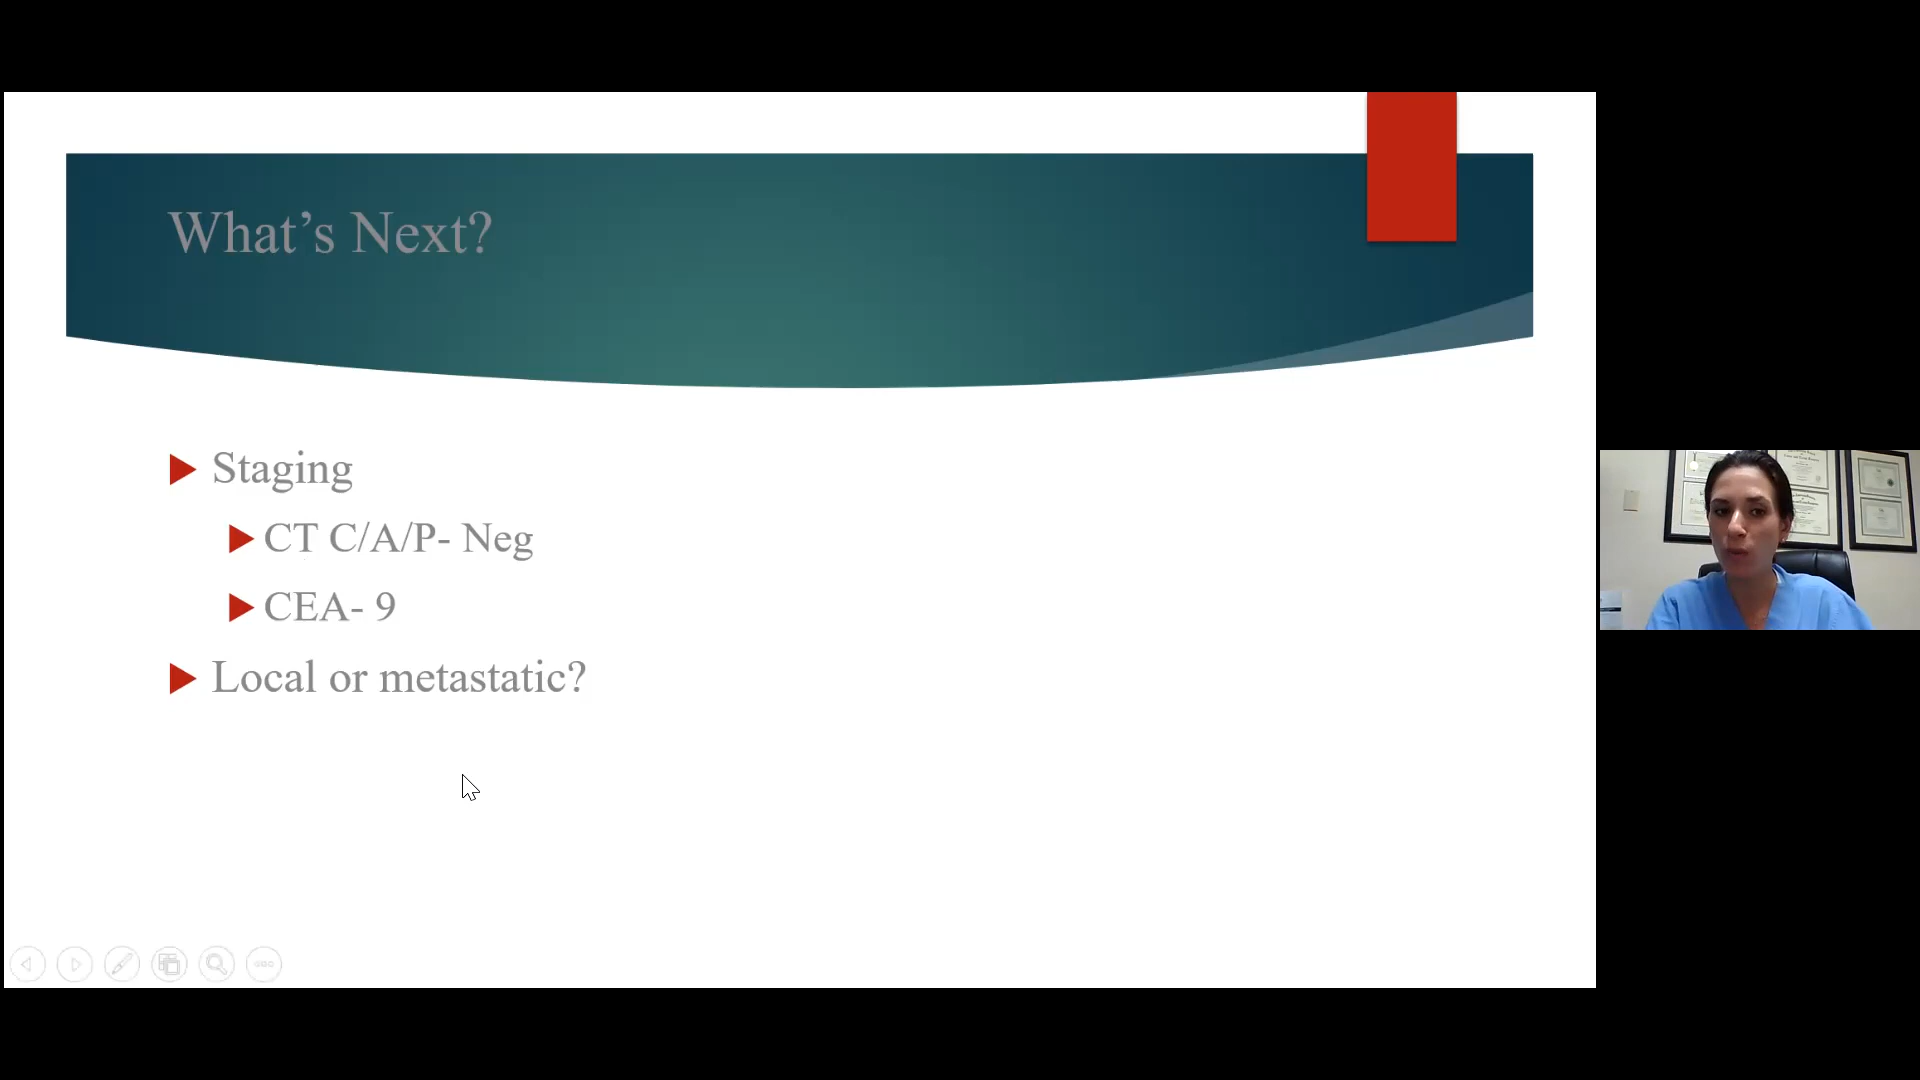 What’s Next?
Staging
CT C/A/P- Neg
CEA- 9
Local or metastatic?